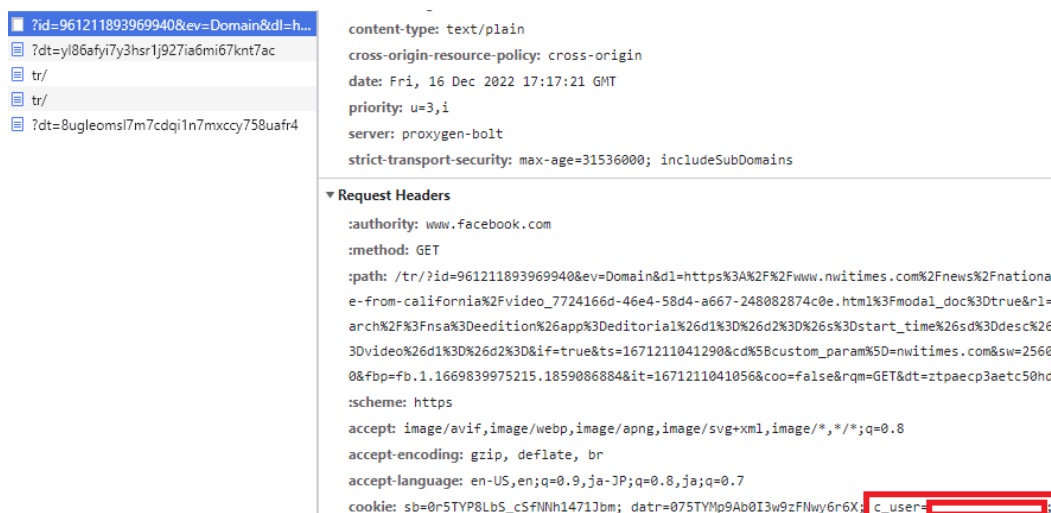 ?id=961211893969940&ev=Domain&dl=h...
?dt=yl86afyi7y3hsr1j927ia6mi67knt7ac
tr/
tr/
?dt=8ugleomsl7m7cdqi1n7mxccy758uafr4
content-type: text/plain
cross-origin-resource-policy: cross-origin
date: Fri, 16 Dec 2022 17:17:21 GMT
priority: u=3,i
server: proxygen-bolt
strict-transport-security: max-age=31536000; includeSubDomains
Request Headers
:authority: www.facebook.com
:method: GET
:path: /tr/?id=961211893969940&ev=Domain&dl=https%3A%2F%2Fwww.nwitimes.com%2Fnews%2Fnationa
e-from-california%2Fvideo_7724166d-46e4-58d4-a667-248082874c0e.html%3Fmodal_doc%3Dtrue&rl=
arch%2F%3Fnsa%3Deedition%26app%3Deditorial%26d1%3D%26d2%3D%26s%3Dstart_time%26sd%3Ddesc%26
3Dvideo%26d1%3D%26d2%3D&if=true&ts=1671211041290&cd%5Bcustom_param%5D=nwitimes.com&sw=2560
0&fbp=fb.1.1669839975215.1859086884&it=1671211041056&coo=false&rqm=GET&dt=ztpaecp3aetc50hd
:scheme: https
accept: image/avif,image/webp,image/apng,image/svg+xml,image/*,*/*;q=0.8
accept-encoding: gzip, deflate, br
accept-language: en-US,en;q=0.9,ja-JP;q=0.8,ja;q=0.7
cookie: sb=0r5TYP8LbS_cSfNNh1471Jbm; datr=075TYMp9Ab0I3w9zFNwy6r6X; c_user=